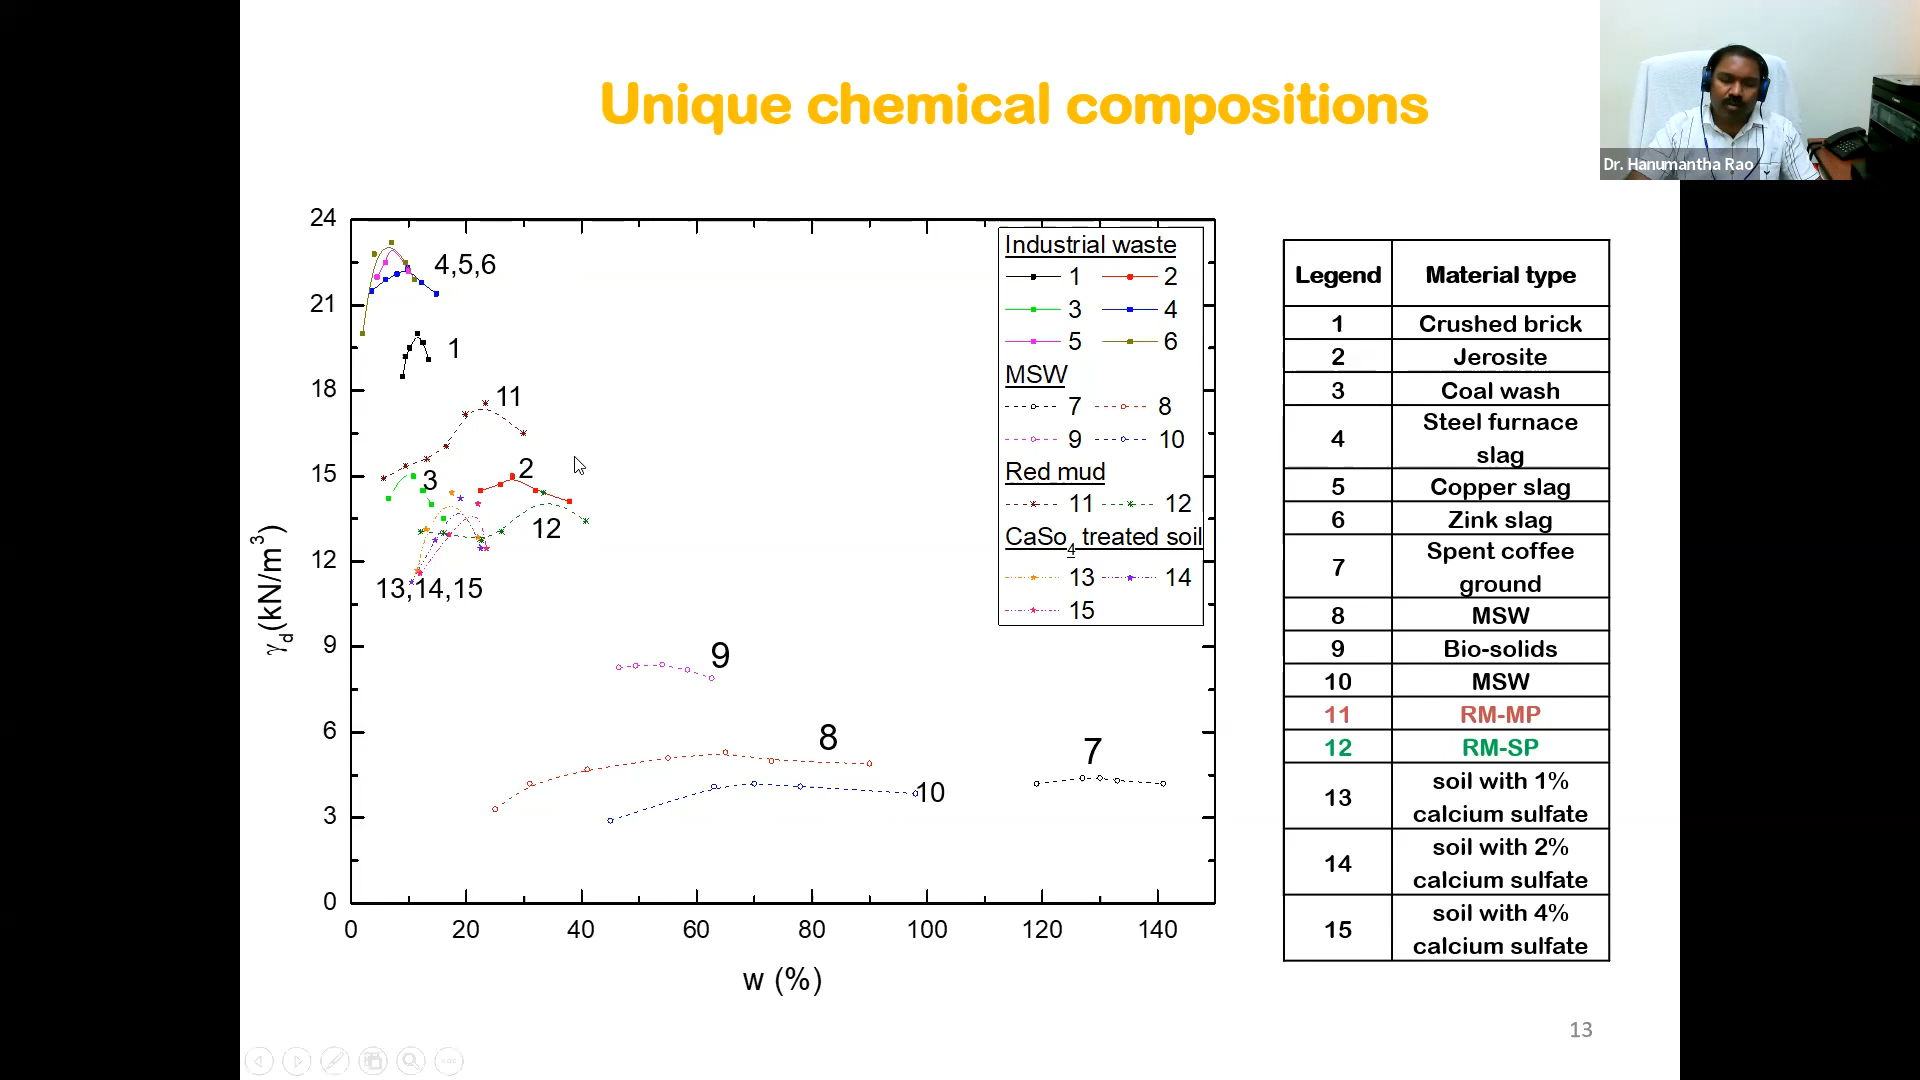 Unique chemical compositions
Dr. Hanumantha Rao
24
21
18
15
12
9
6
3
0
0 20 40 60 80 100 120 140
γd(kN/m3)
w (%)
4,5,6
1
11
3
2
12
13,14,15
9
8
7
10
Industrial waste
1 2
3 4
5 6
MSW
7 8
9 10
Red mud
11 12
CaSo4 treated soil
13 14
15
Legend Material type
1 Crushed brick
2 Jerosite
3 Coal wash
4 Steel furnace
slag
5 Copper slag
6 Zink slag
7 Spent coffee
ground
8 MSW
9 Bio-solids
10 MSW
11 RM-MP
12 RM-SP
13 soil with 1%
calcium sulfate
14 soil with 2%
calcium sulfate
15 soil with 4%
calcium sulfate
13